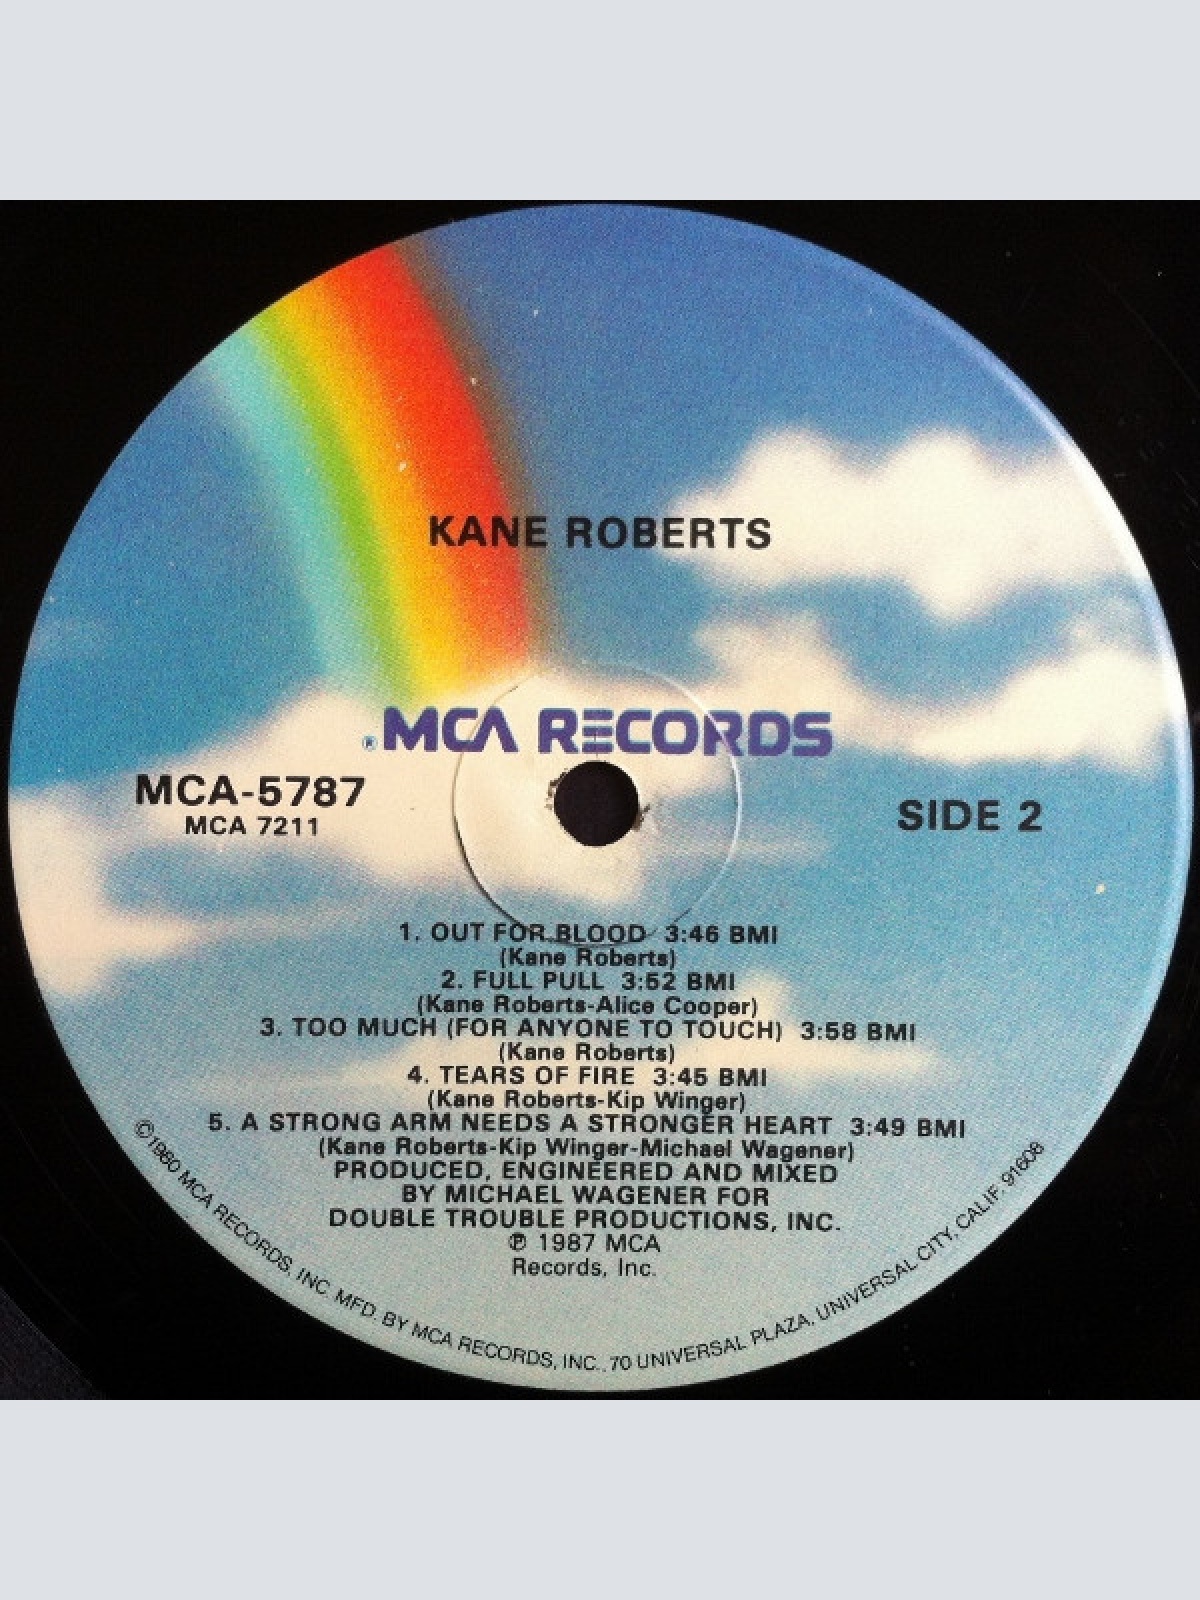 KANE ROBERTS
® MCA RECORDS
MCA-5787
MCA 7211
SIDE 2
1. OUT FOR BLOOD 3:46 BMI
(Kane Roberts)
2. FULL PULL 3:52 BMI
(Kane Roberts-Alice Cooper)
3. TOO MUCH (FOR ANYONE TO TOUCH) 3:58 BMI
(Kane Roberts)
4. TEARS OF FIRE 3:45 BMI
(Kane Roberts-Kip Winger)
5. A STRONG ARM NEEDS A STRONGER HEART 3:49 BMI
(Kane Roberts-Kip Winger-Michael Wagener)
PRODUCED, ENGINEERED AND MIXED
BY MICHAEL WAGENER FOR
DOUBLE TROUBLE PRODUCTIONS, INC.
℗ 1987 MCA
Records, Inc.
©1980 MCA RECORDS, INC. MFD. BY MCA RECORDS, INC., 70 UNIVERSAL PLAZA, UNIVERSAL CITY, CALIF. 91608